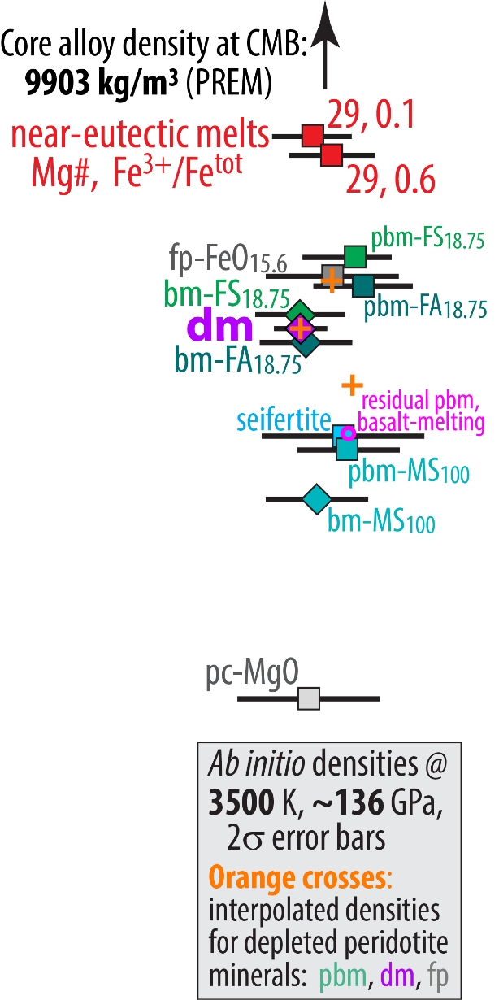 Core alloy density at CMB:
9903 kg/m³ (PREM)
29, 0.1
near-eutectic melts
Mg#, Fe³⁺/Feᵗᵒᵗ
29, 0.6
pbm-FS₁₈.₇₅
fp-FeO₁₅.₆
bm-FS₁₈.₇₅
pbm-FA₁₈.₇₅
dm
bm-FA₁₈.₇₅
residual pbm,
seifertite
basalt-melting
pbm-MS₁₀₀
bm-MS₁₀₀
pc-MgO
Ab initio densities @
3500 K, ~136 GPa,
2σ error bars
Orange crosses:
interpolated densities
for depleted peridotite
minerals: pbm, dm, fp